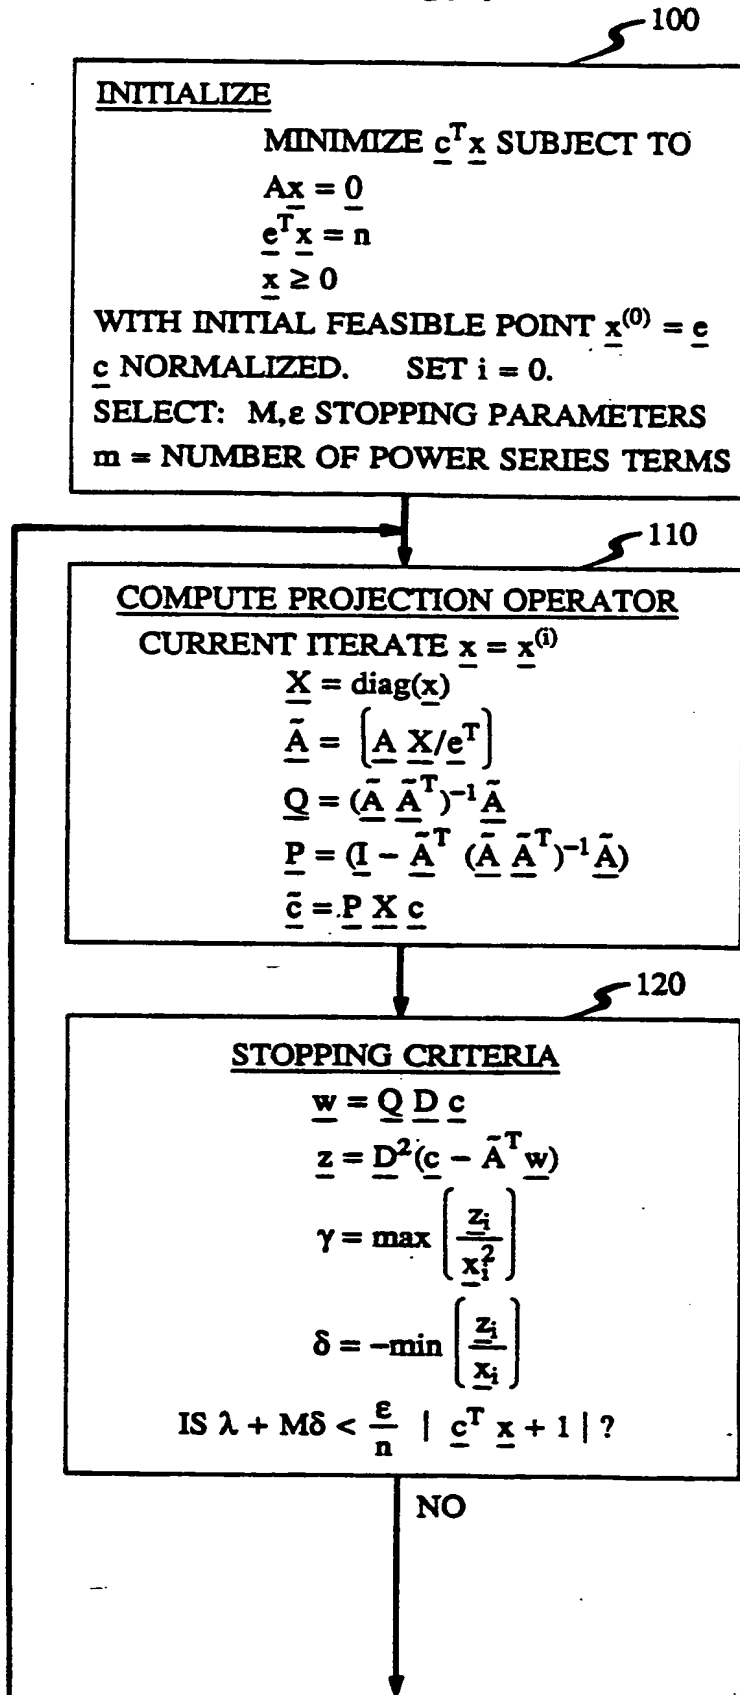 100
INITIALIZE
MINIMIZE c^T x SUBJECT TO
Ax = 0
e^T x = n
x ≥ 0
WITH INITIAL FEASIBLE POINT x^(0) = e
c NORMALIZED. SET i = 0.
SELECT: M,ε STOPPING PARAMETERS
m = NUMBER OF POWER SERIES TERMS
110
COMPUTE PROJECTION OPERATOR
CURRENT ITERATE x = x^(i)
X = diag(x)
Ã = [A X/e^T]
Q = (Ã Ã^T)^-1 Ã
P = (I - Ã^T (Ã Ã^T)^-1 Ã)
c̃ = P X c
120
STOPPING CRITERIA
w = Q D c
z = D^2(c - Ã^T w)
γ = max (z_i / x_i^2)
δ = -min (z_i / x_i)
IS λ + Mδ < ε/n | c^T x + 1 | ?
NO